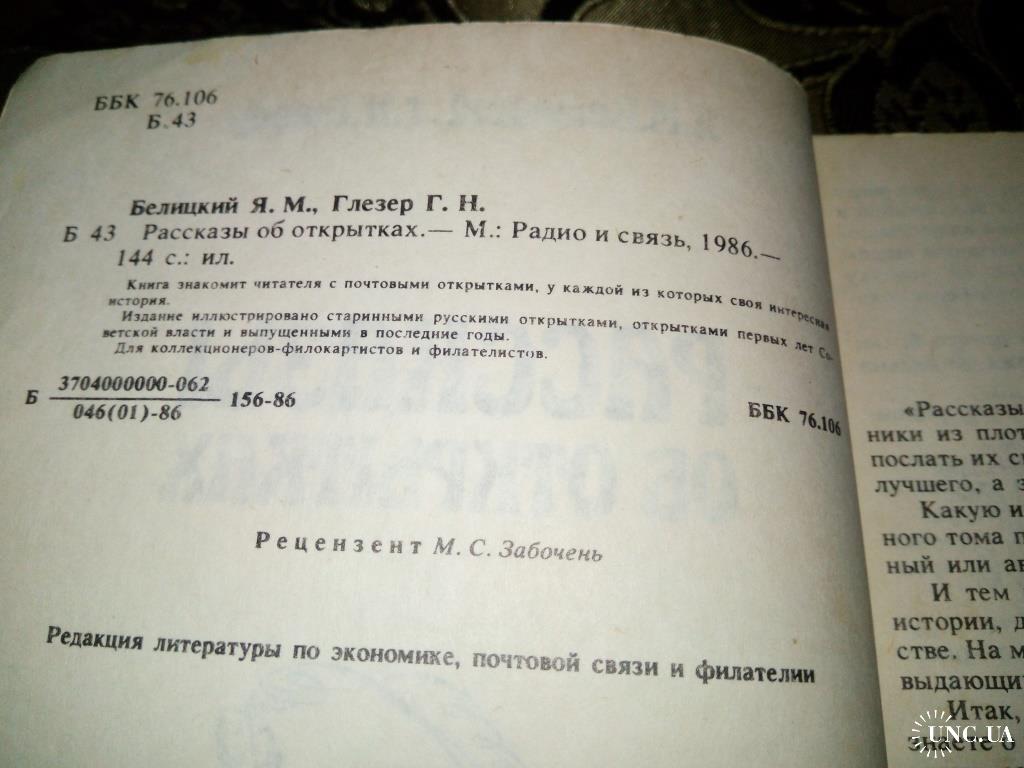 ББК 76.106
Б 43
Белицкий Я. М., Глезер Г. Н.
Б 43 Рассказы об открытках.— М.: Радио и связь, 1986.—
144 с.: ил.
Книга знакомит читателя с почтовыми открытками, у каждой из которых своя интересная
история.
Издание иллюстрировано старинными русскими открытками, открытками первых лет Со-
ветской власти и выпущенными в последние годы.
Для коллекционеров-филокартистов и филателистов.
Б 3704000000-062
046(01)-86
156-86
ББК 76.106
Рецензент М. С. Забочень
Редакция литературы по экономике, почтовой связи и филателии
«Рассказы
ники из
послать их
лучшего, а
Какую
ного тома
ный или
И тем
истории,
стве. На
Итак,
знаете о
UNC.UA